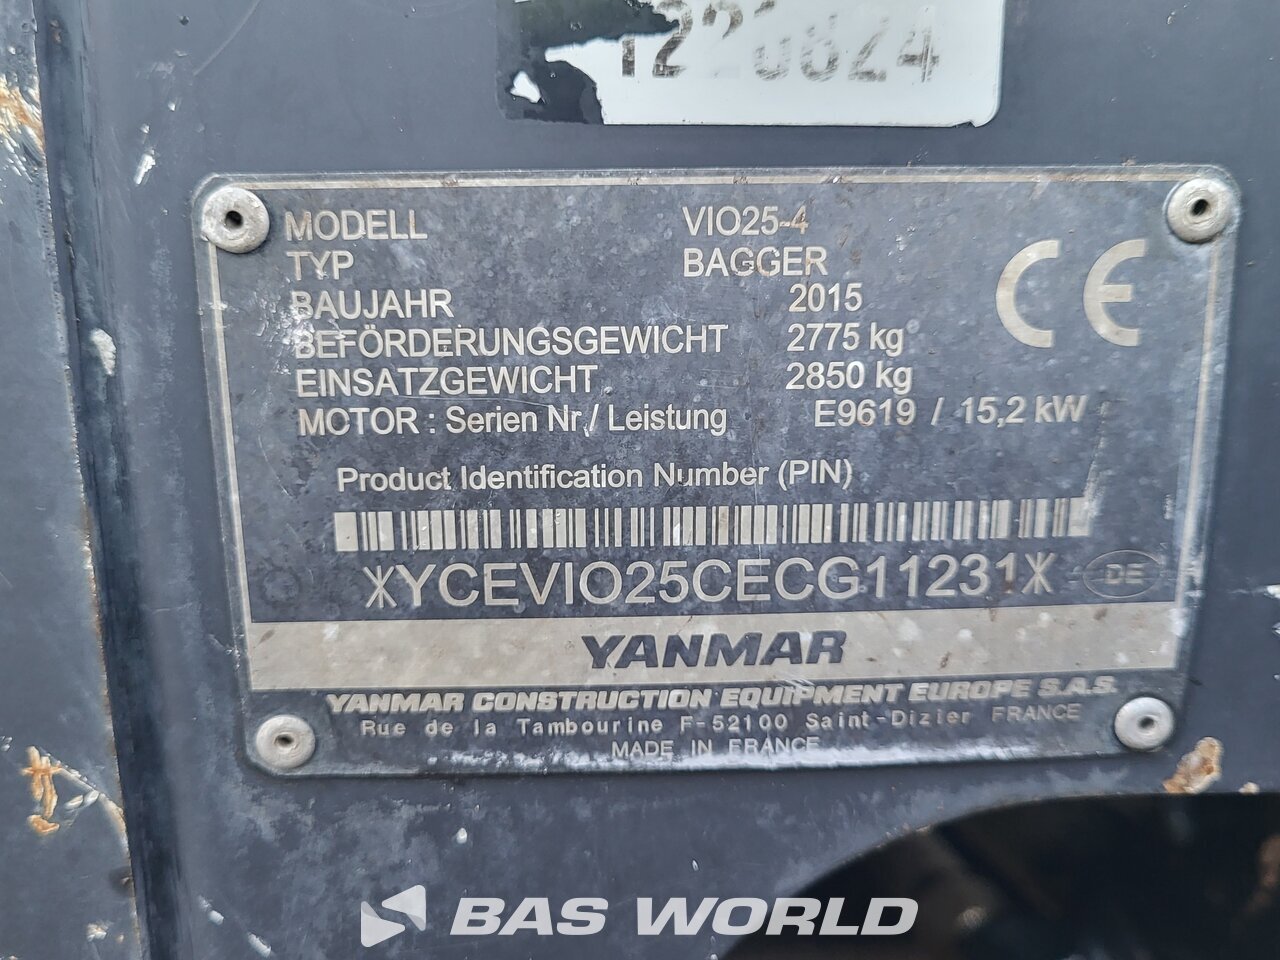 MODELL VIO25-4
TYP BAGGER
BAUJAHR 2015
BEFÖRDERUNGSGEWICHT 2775 kg
EINSATZGEWICHT 2850 kg
MOTOR : Serien Nr / Leistung E9619 / 15,2 kW
CE
Product Identification Number (PIN)
*YCEVIO25CECG11231* DE
YANMAR
YANMAR CONSTRUCTION EQUIPMENT EUROPE S.A.S.
Rue de la Tambourine F-52100 Saint-Dizier FRANCE
MADE IN FRANCE
BAS WORLD